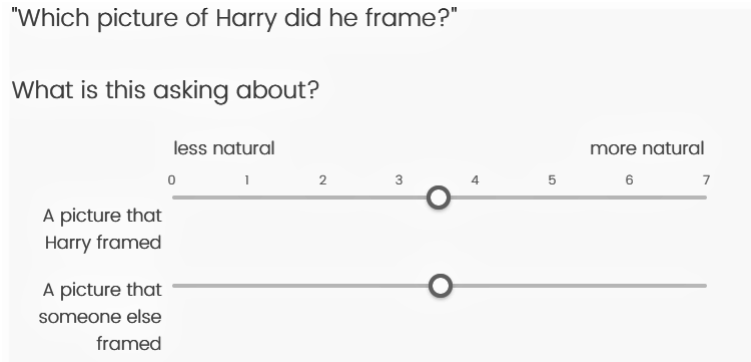 "Which picture of Harry did he frame?"
What is this asking about?
less natural more natural
0 1 2 3 4 5 6 7
A picture that
Harry framed
A picture that
someone else
framed